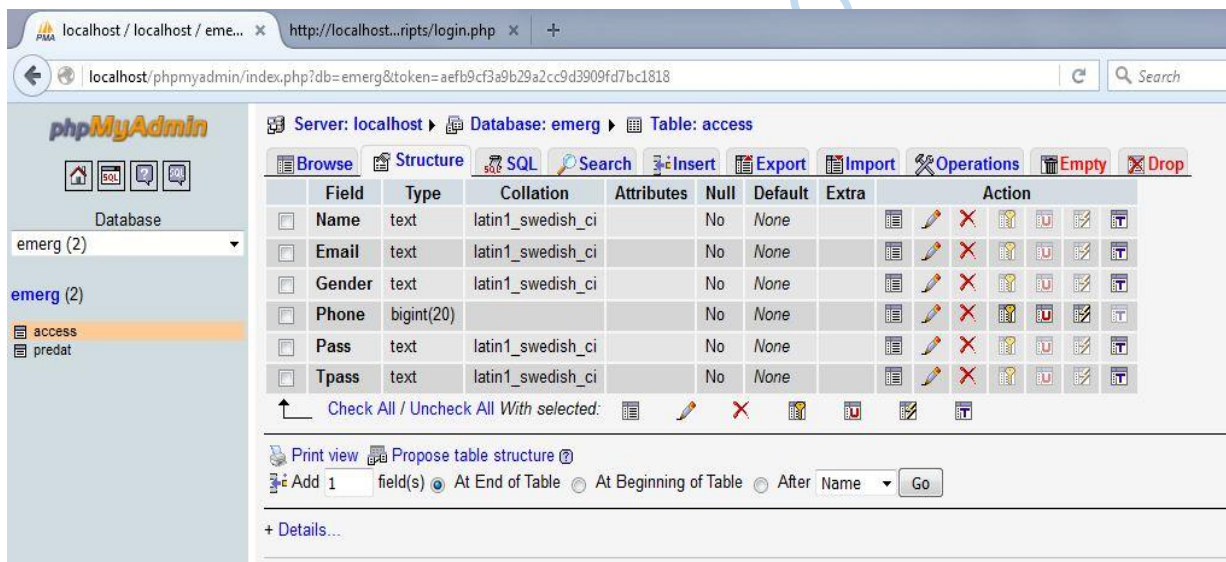 localhost / localhost / eme... × http://localhost...ripts/login.php × +
localhost/phpmyadmin/index.php?db=emerg&token=aefb9cf3a9b29a2cc9d3909fd7bc1818 Search
phpMyAdmin
SQL
Database
emerg (2)
emerg (2)
access
predat
Server: localhost ▸ Database: emerg ▸ Table: access
Browse Structure SQL Search Insert Export Import Operations Empty Drop
Field Type Collation Attributes Null Default Extra Action
Name text latin1_swedish_ci No None
Email text latin1_swedish_ci No None
Gender text latin1_swedish_ci No None
Phone bigint(20) No None
Pass text latin1_swedish_ci No None
Tpass text latin1_swedish_ci No None
Check All / Uncheck All With selected:
Print view Propose table structure
Add 1 field(s) At End of Table At Beginning of Table After Name Go
+ Details...